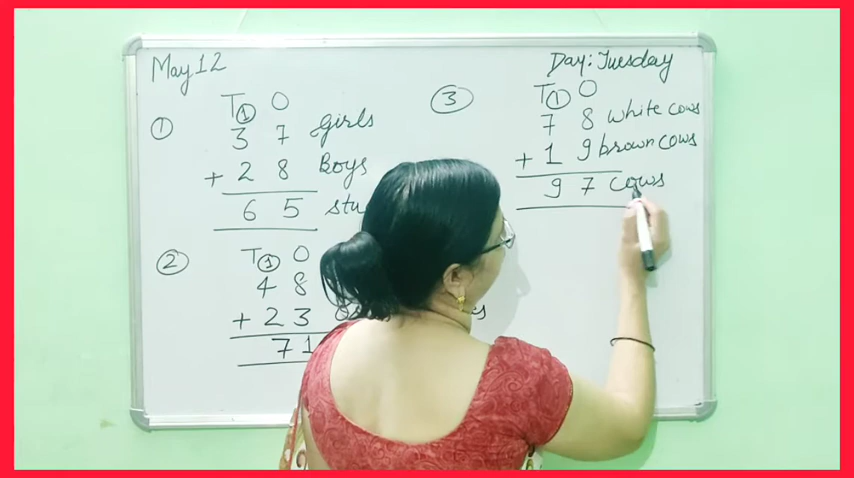 May 12
Day: Tuesday
①
T ① O
3 7 girls
+ 2 8 Boys
6 5
②
T ① O
4 8
+ 2 3
7 1
③
T ① O
7 8 white cows
+ 1 9 brown cows
9 7 cows